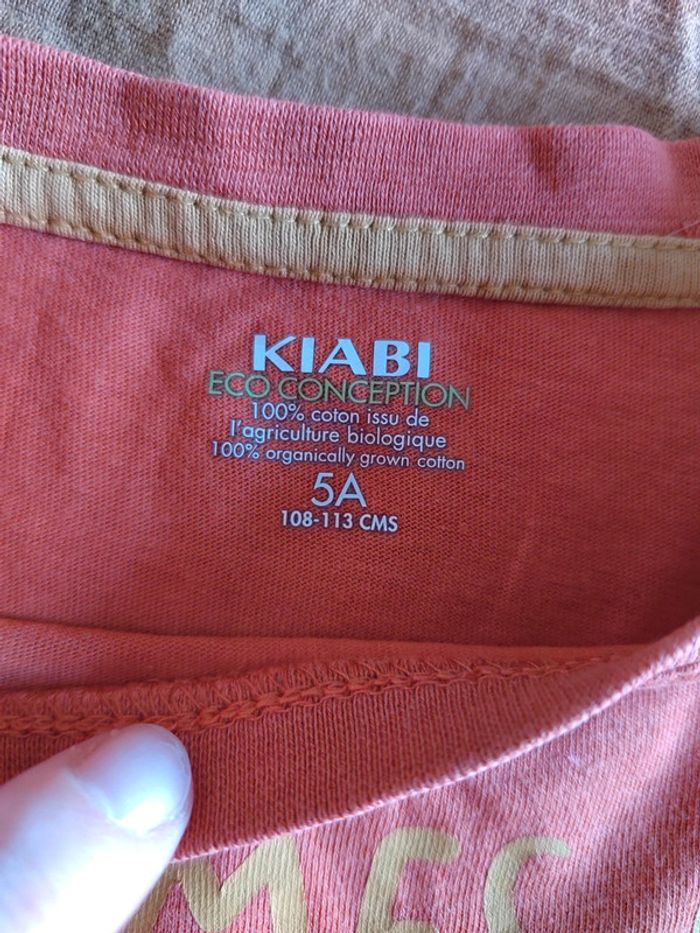 KIABI
ECO CONCEPTION
100% coton issu de
l'agriculture biologique
100% organically grown cotton
5A
108-113 CMS